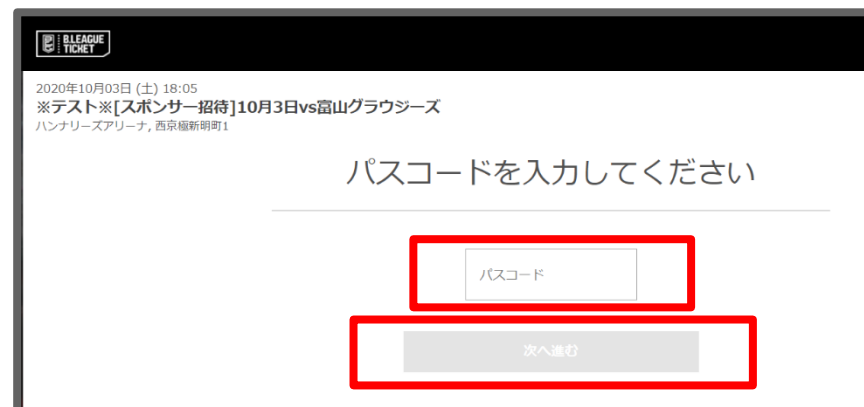 B.LEAGUE
TICKET
2020年10月03日 (土) 18:05
※テスト※[スポンサー招待]10月3日vs富山グラウジーズ
ハンナリーズアリーナ, 西京極新明町1
パスコードを入力してください
パスコード
次へ進む